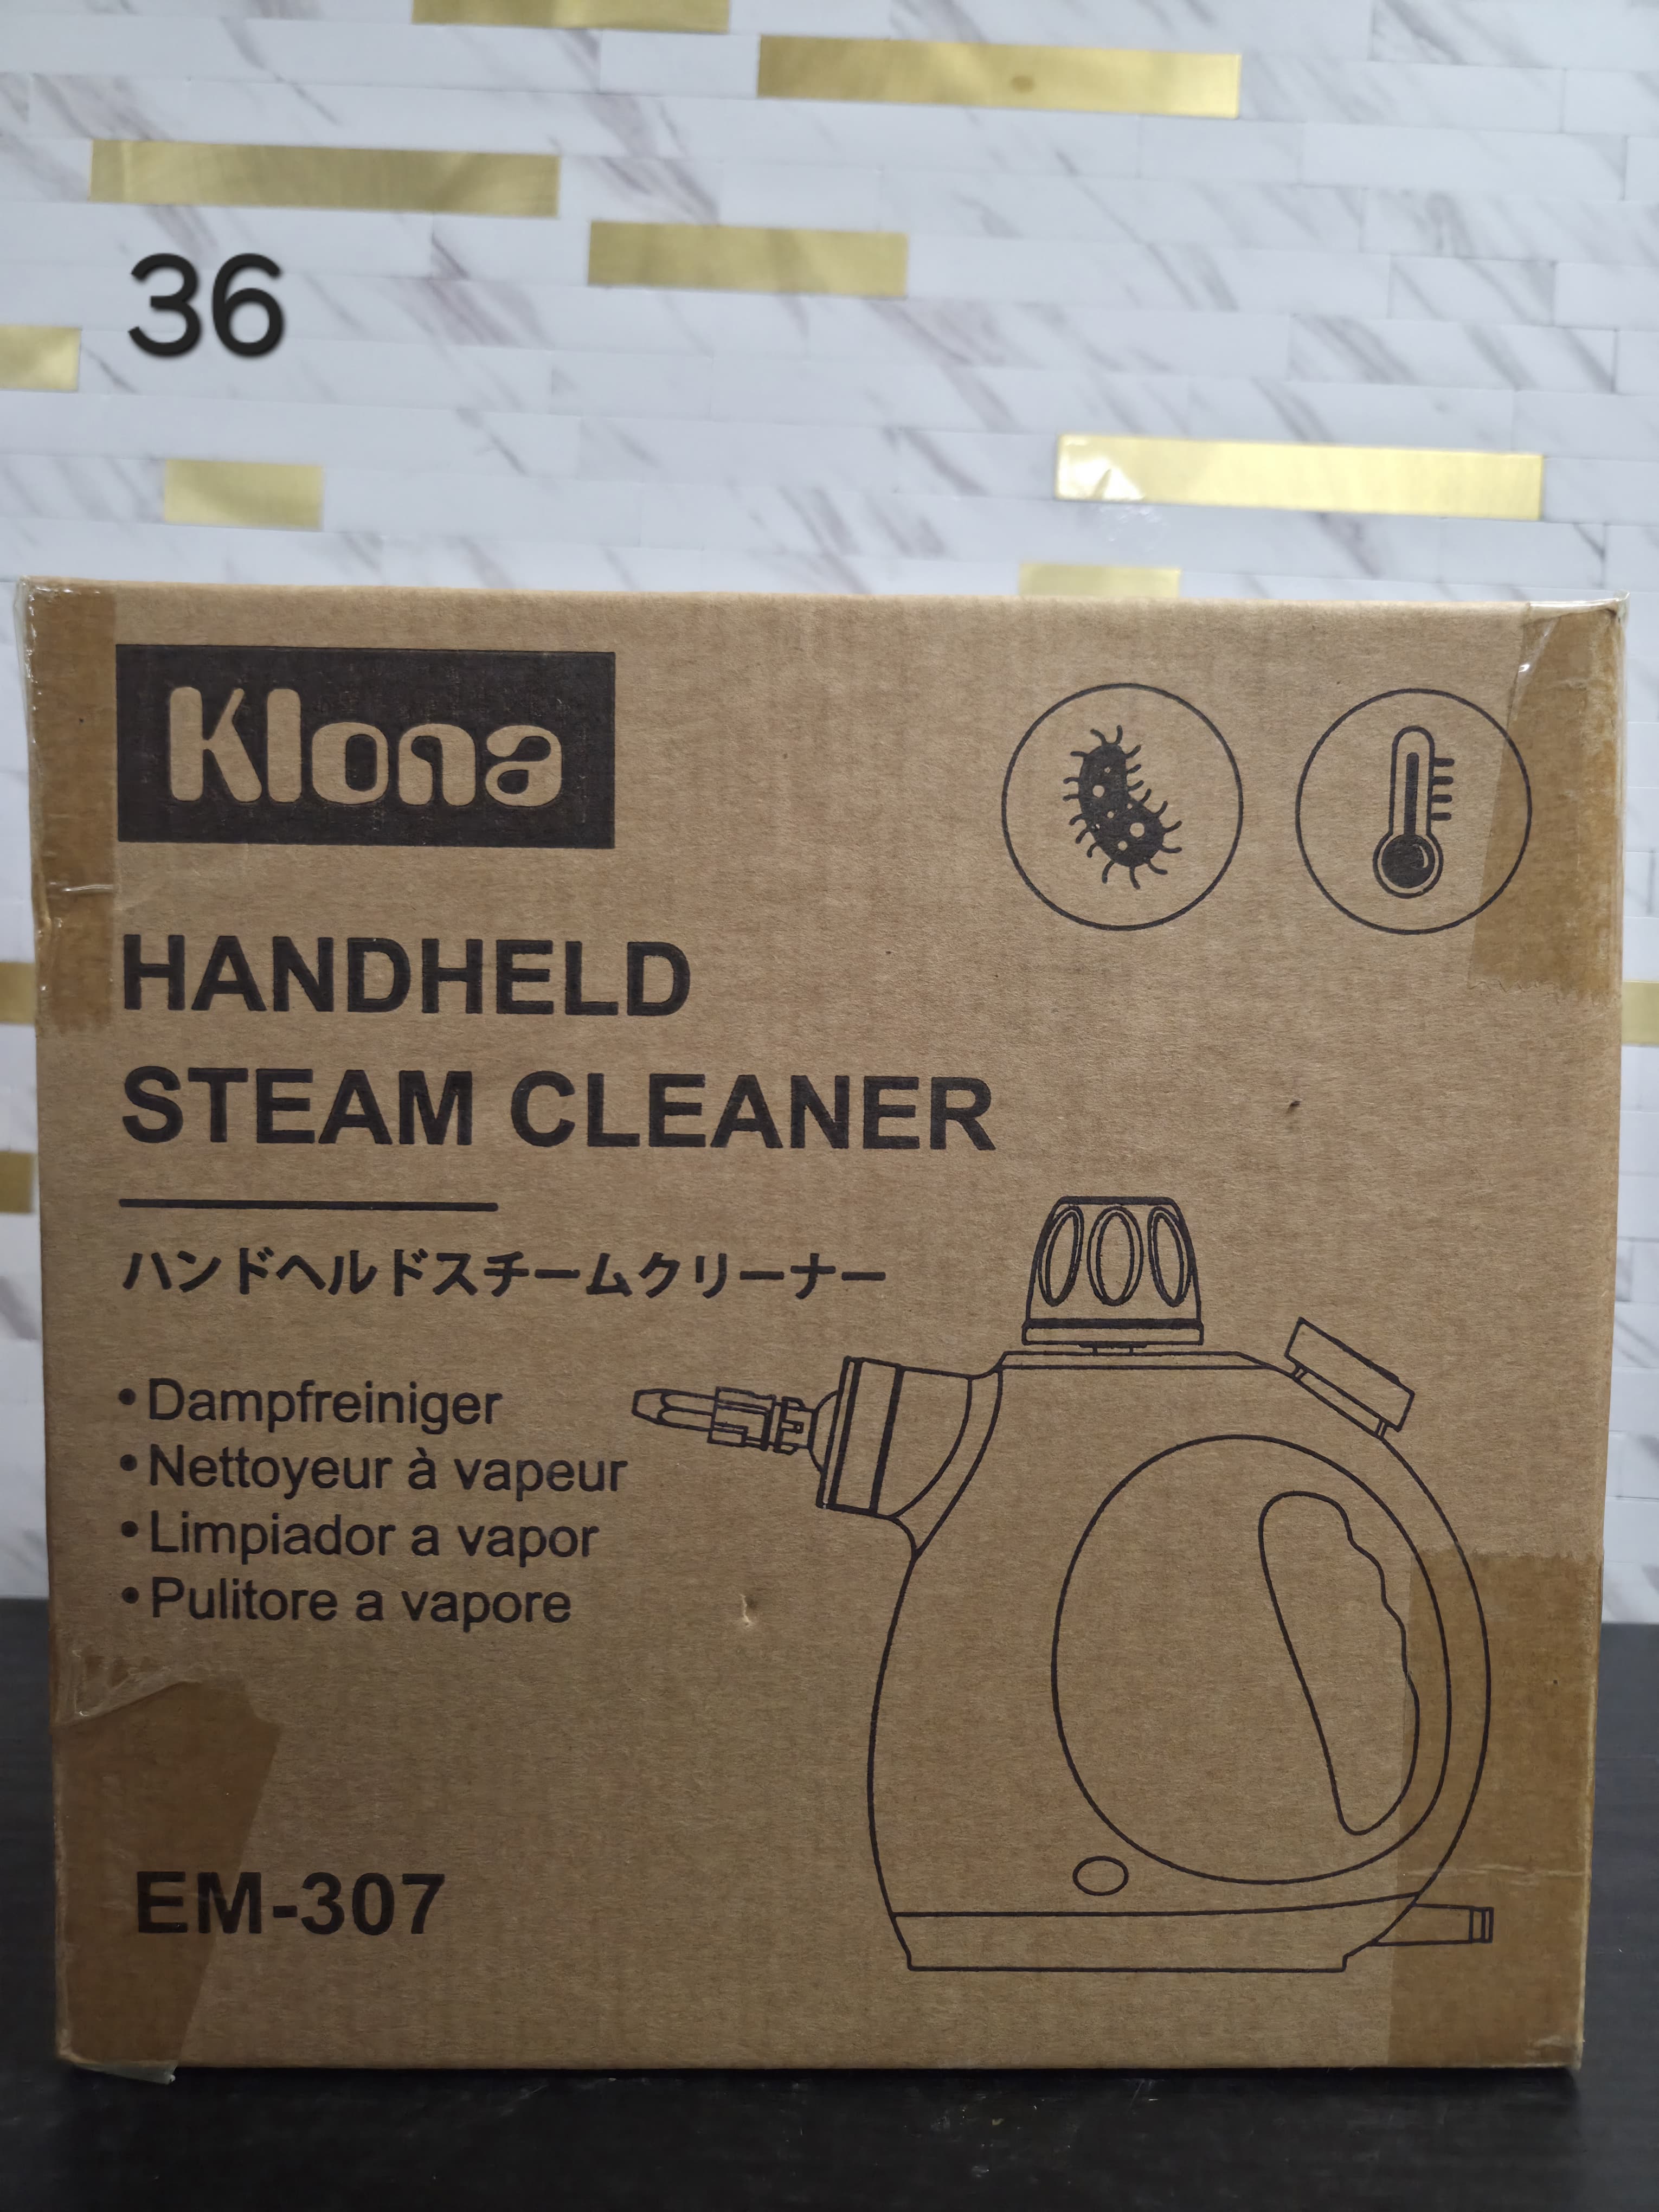 36
Klona
HANDHELD
STEAM CLEANER
ハンドヘルドスチームクリーナー
• Dampfreiniger
• Nettoyeur à vapeur
• Limpiador a vapor
• Pulitore a vapore
EM-307